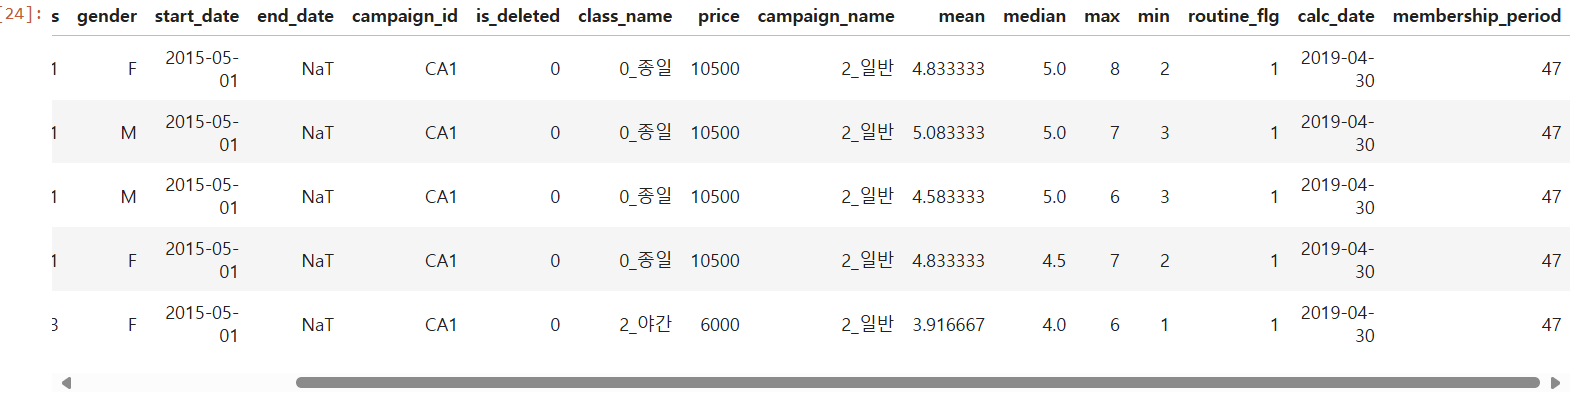 [24]:
s gender start_date end_date campaign_id is_deleted class_name price campaign_name mean median max min routine_flg calc_date membership_period
1 F 2015-05-01 NaT CA1 0 0_종일 10500 2_일반 4.833333 5.0 8 2 1 2019-04-30 47
1 M 2015-05-01 NaT CA1 0 0_종일 10500 2_일반 5.083333 5.0 7 3 1 2019-04-30 47
1 M 2015-05-01 NaT CA1 0 0_종일 10500 2_일반 4.583333 5.0 6 3 1 2019-04-30 47
1 F 2015-05-01 NaT CA1 0 0_종일 10500 2_일반 4.833333 4.5 7 2 1 2019-04-30 47
3 F 2015-05-01 NaT CA1 0 2_야간 6000 2_일반 3.916667 4.0 6 1 1 2019-04-30 47